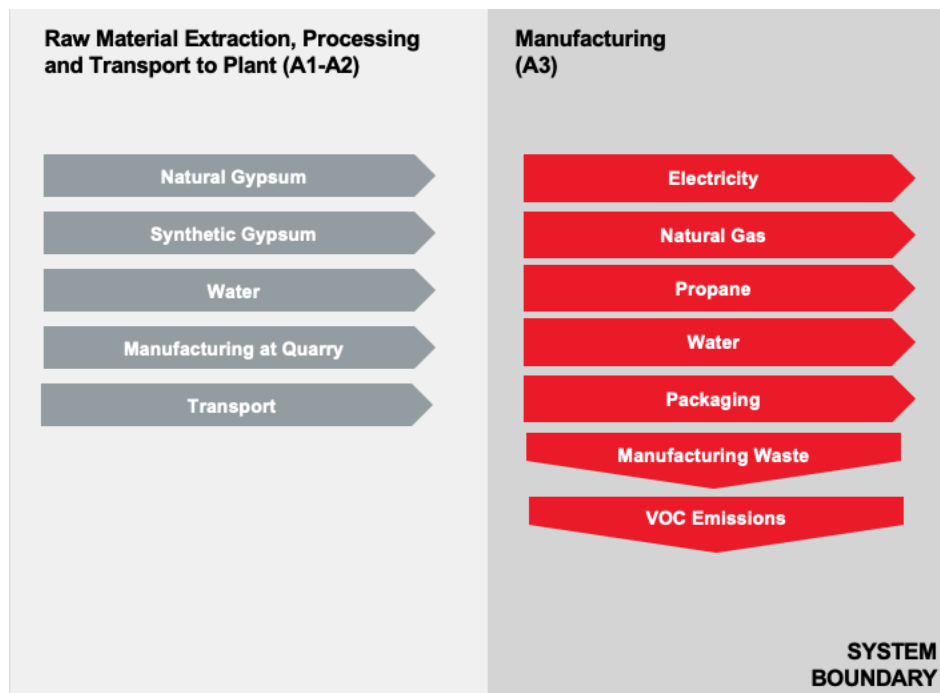 Raw Material Extraction, Processing
and Transport to Plant (A1-A2)
Natural Gypsum
Synthetic Gypsum
Water
Manufacturing at Quarry
Transport
Manufacturing
(A3)
Electricity
Natural Gas
Propane
Water
Packaging
Manufacturing Waste
VOC Emissions
SYSTEM
BOUNDARY